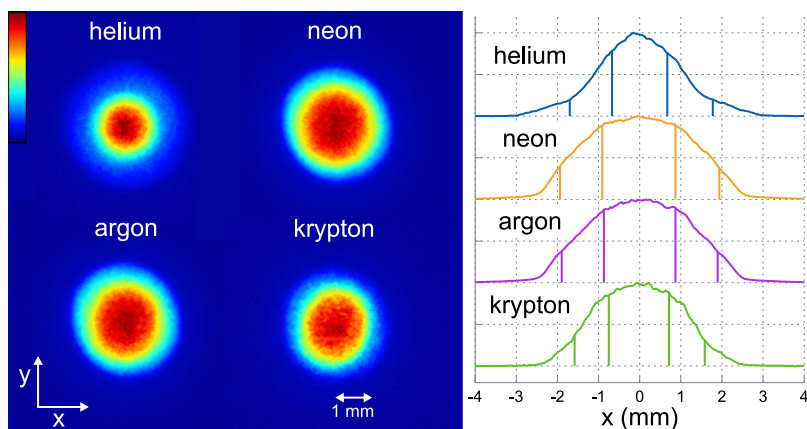 helium
neon
argon
krypton
y
x
1 mm
helium
neon
argon
krypton
-4 -3 -2 -1 0 1 2 3 4
x (mm)